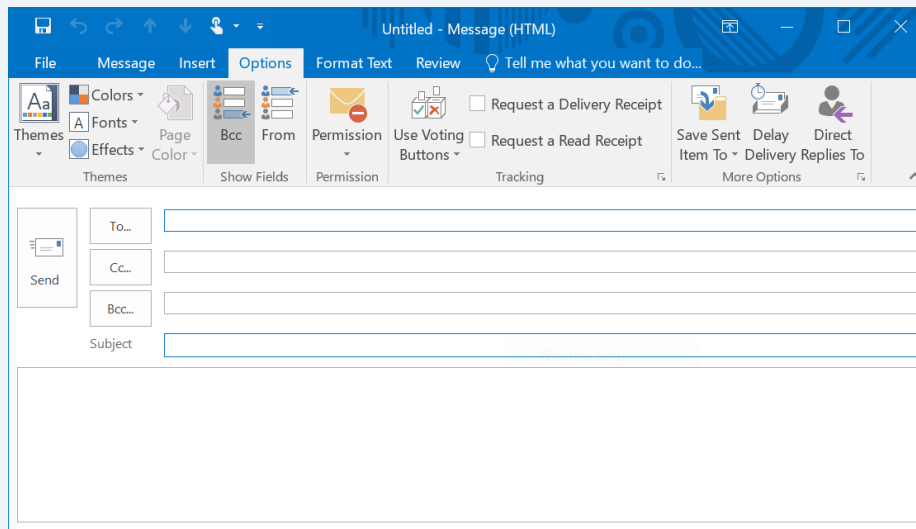 Untitled - Message (HTML)
File Message Insert Options Format Text Review Tell me what you want to do...
Aa Themes
Colors
A Fonts
Effects
Page Color
Themes
Bcc From
Show Fields
Permission
Permission
Use Voting Buttons
Request a Delivery Receipt
Request a Read Receipt
Tracking
Save Sent Item To
Delay Delivery
Direct Replies To
More Options
Send
To...
Cc...
Bcc...
Subject